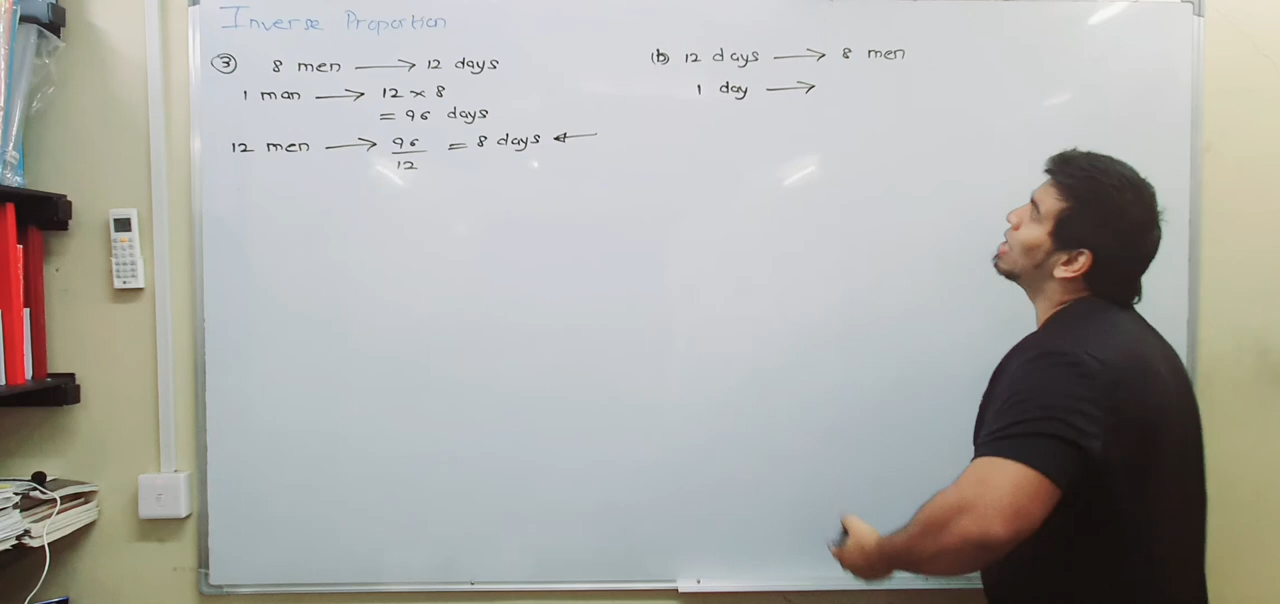 Inverse Proportion
③ 8 men ⟶ 12 days
1 man ⟶ 12 × 8
= 96 days
12 men ⟶ 96/12 = 8 days ←
(b) 12 days ⟶ 8 men
1 day ⟶